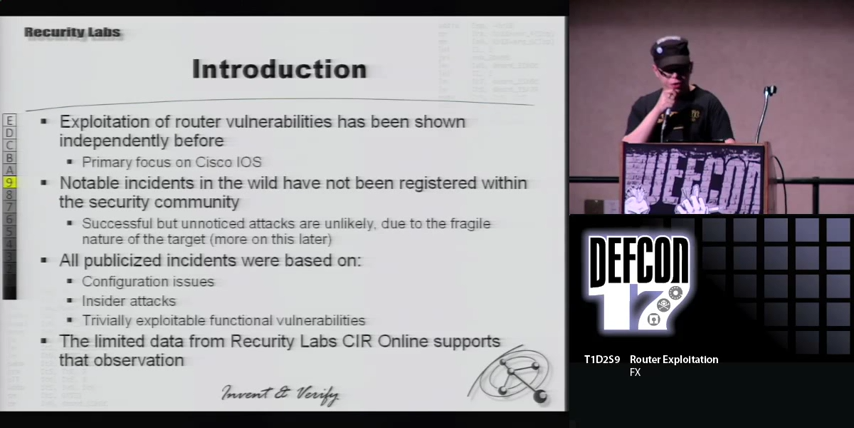 Recurity Labs
Introduction
Exploitation of router vulnerabilities has been shown
independently before
Primary focus on Cisco IOS
Notable incidents in the wild have not been registered within
the security community
Successful but unnoticed attacks are unlikely, due to the fragile
nature of the target (more on this later)
All publicized incidents were based on:
Configuration issues
Insider attacks
Trivially exploitable functional vulnerabilities
The limited data from Recurity Labs CIR Online supports
that observation
Invent & Verify
E
D
C
B
A
9
8
7
6
5
4
DEFCON
DEFCON
17
T1D2S9 Router Exploitation
FX